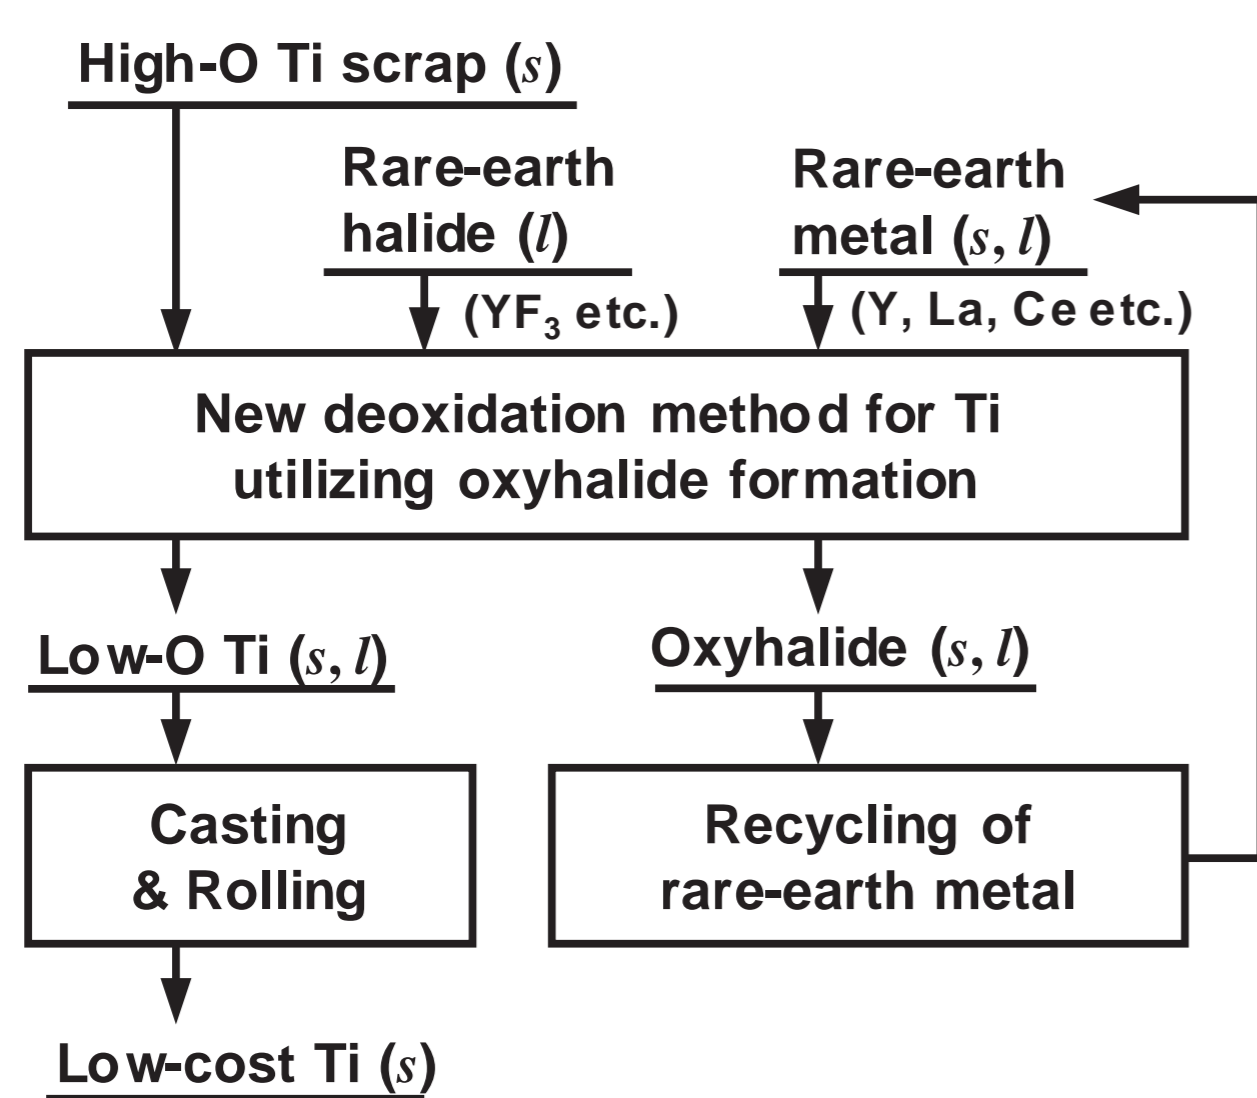 High-O Ti scrap (s)
Rare-earth
halide (l)
(YF₃ etc.)
Rare-earth
metal (s, l)
(Y, La, Ce etc.)
New deoxidation method for Ti
utilizing oxyhalide formation
Low-O Ti (s, l)
Oxyhalide (s, l)
Casting
& Rolling
Recycling of
rare-earth metal
Low-cost Ti (s)